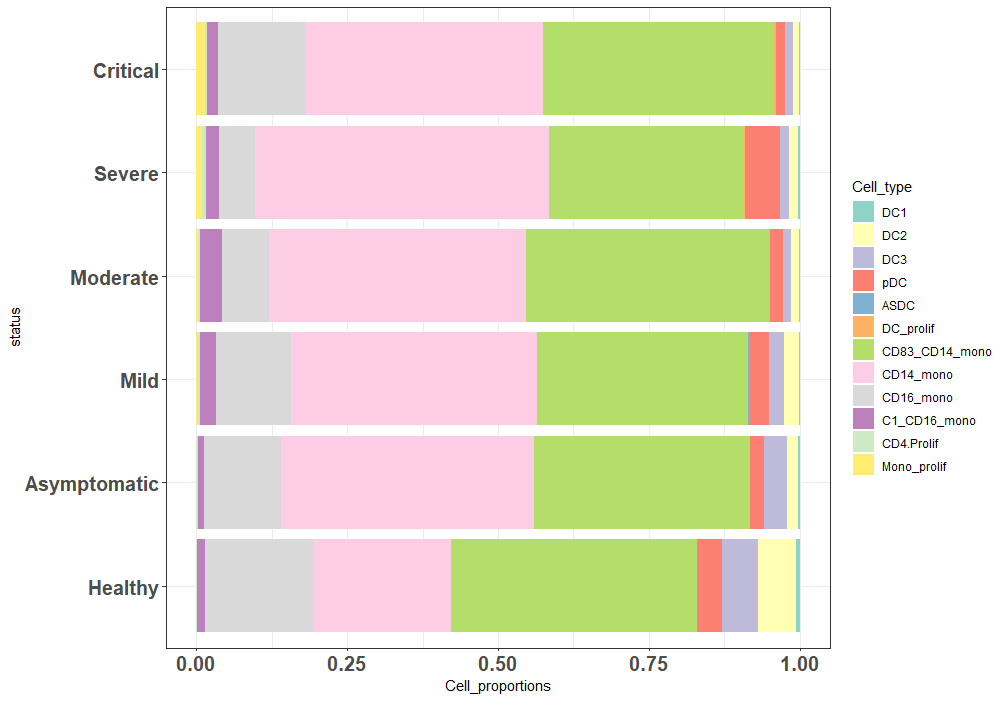 Critical
Severe
Moderate
Mild
Asymptomatic
Healthy
status
0.00 0.25 0.50 0.75 1.00
Cell_proportions
Cell_type
DC1
DC2
DC3
pDC
ASDC
DC_prolif
CD83_CD14_mono
CD14_mono
CD16_mono
C1_CD16_mono
CD4.Prolif
Mono_prolif